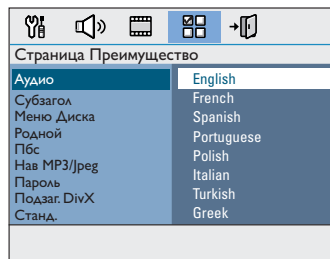 Страница Преимущество
Аудио
Субзагол
Меню Диска
Родной
Пбс
Нав MP3/Jpeg
Пароль
Подзаг. DivX
Станд.
English
French
Spanish
Portuguese
Polish
Italian
Turkish
Greek